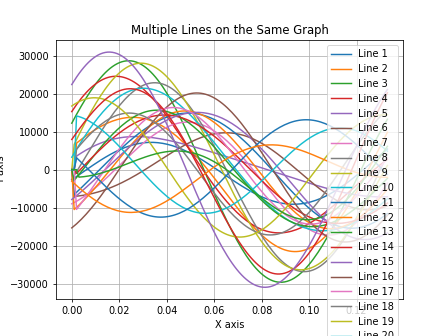 Multiple Lines on the Same Graph
30000
20000
10000
0
−10000
−20000
−30000
0.00
0.02
0.04
0.06
0.08
0.10
X axis
axis
Line 1
Line 2
Line 3
Line 4
Line 5
Line 6
Line 7
Line 8
Line 9
Line 10
Line 11
Line 12
Line 13
Line 14
Line 15
Line 16
Line 17
Line 18
Line 19
Line 20